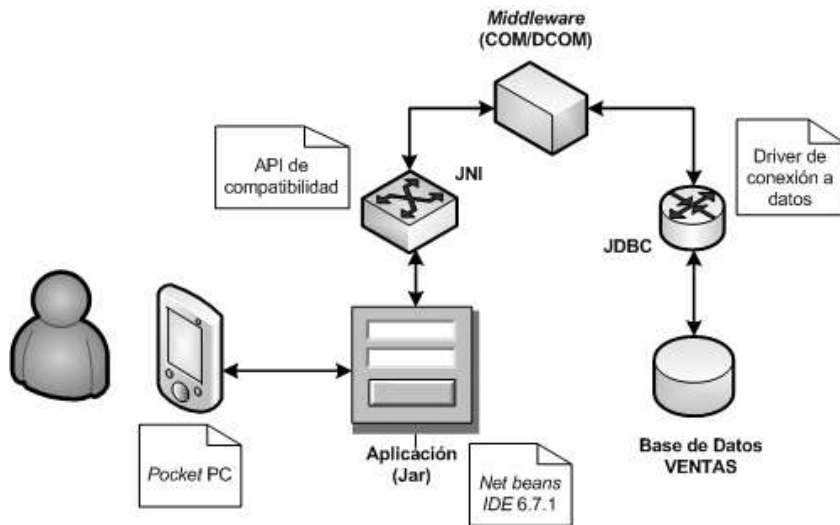 Middleware
(COM/DCOM)
API de
compatibilidad
JNI
Driver de
conexión a
datos
JDBC
Pocket PC
Aplicación
(Jar)
Net beans
IDE 6.7.1
Base de Datos
VENTAS